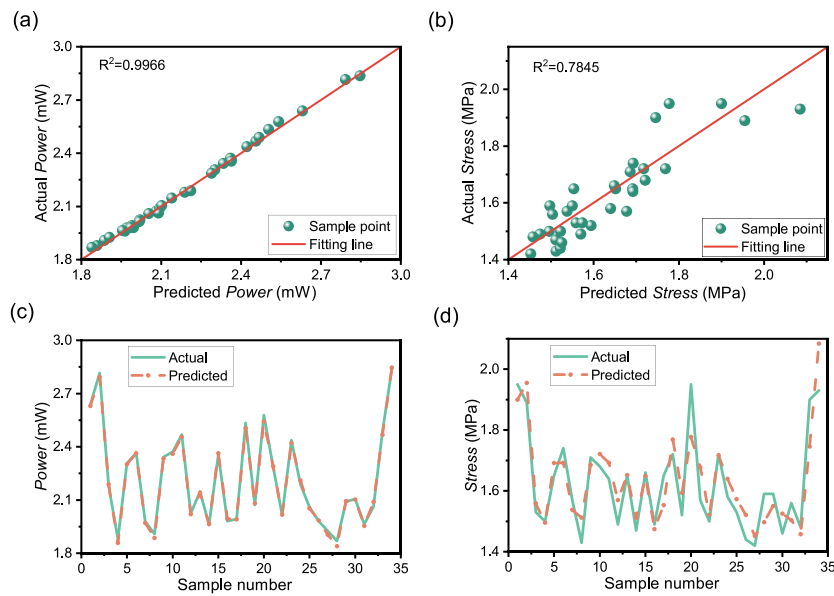 (a)
R²=0.9966
Actual Power (mW)
3.0
2.7
2.4
2.1
1.8
1.8 2.1 2.4 2.7 3.0
Predicted Power (mW)
Sample point
Fitting line
(b)
R²=0.7845
Actual Stress (MPa)
2.0
1.8
1.6
1.4
1.4 1.6 1.8 2.0
Predicted Stress (MPa)
Sample point
Fitting line
(c)
Actual
Predicted
Power (mW)
3.0
2.7
2.4
2.1
1.8
0 5 10 15 20 25 30 35
Sample number
(d)
Actual
Predicted
Stress (MPa)
2.0
1.8
1.6
1.4
0 5 10 15 20 25 30 35
Sample number